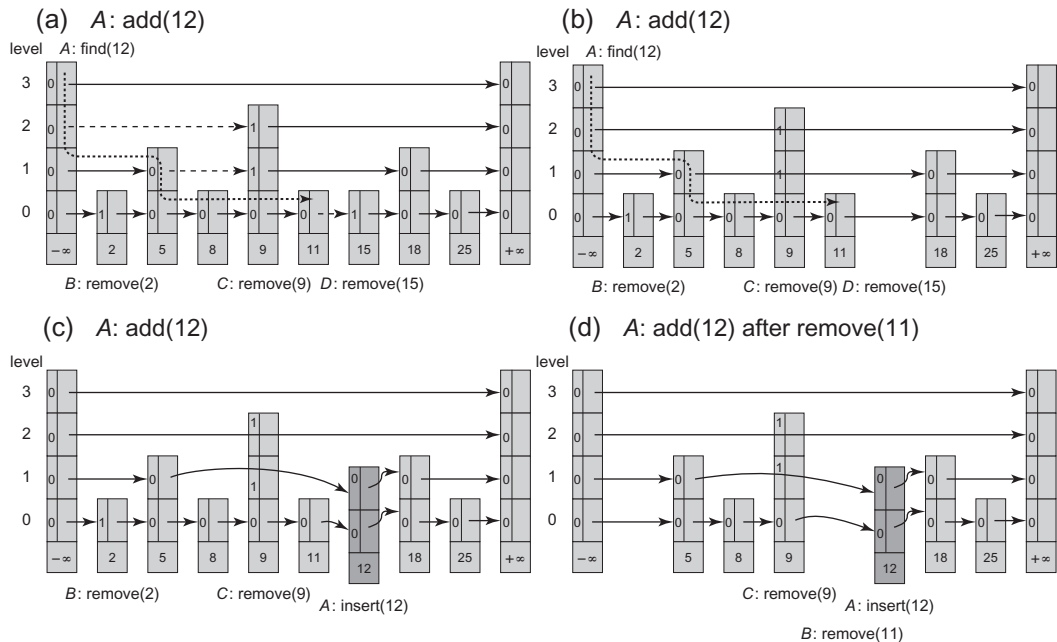 (a) A: add(12)
level A: find(12)
3 0 0
2 0 1 0
1 0 0 1 0 0
0 0 1 0 0 0 0 1 0 0 0
−∞ 2 5 8 9 11 15 18 25 +∞
B: remove(2) C: remove(9) D: remove(15)
(b) A: add(12)
level A: find(12)
3 0 0
2 0 1 0
1 0 0 1 0 0
0 0 1 0 0 0 0 0 0 0
−∞ 2 5 8 9 11 18 25 +∞
B: remove(2) C: remove(9) D: remove(15)
(c) A: add(12)
level
3 0 0
2 0 1 0
1 0 0 1 0 0 0
0 0 1 0 0 0 0 0 0 0 0
−∞ 2 5 8 9 11 12 18 25 +∞
B: remove(2) C: remove(9)
A: insert(12)
(d) A: add(12) after remove(11)
level
3 0 0
2 0 1 0
1 0 0 1 0 0 0
0 0 0 0 0 0 0 0 0
−∞ 5 8 9 12 18 25 +∞
C: remove(9) A: insert(12)
B: remove(11)